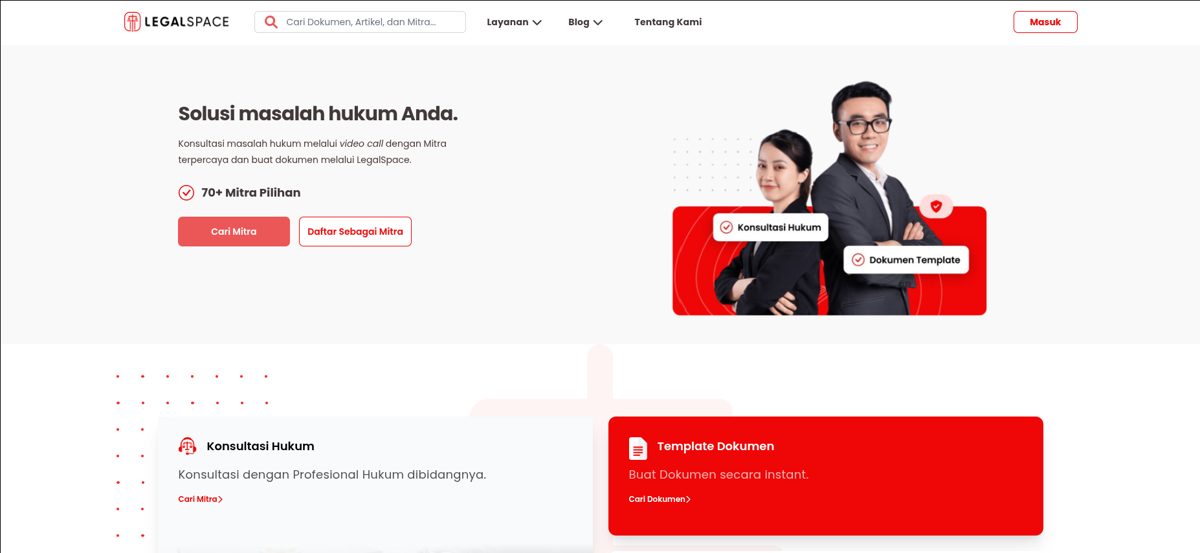 LEGALSPACE
Cari Dokumen, Artikel, dan Mitra...
Layanan
Blog
Tentang Kami
Masuk
Solusi masalah hukum Anda.
Konsultasi masalah hukum melalui video call dengan Mitra
terpercaya dan buat dokumen melalui LegalSpace.
70+ Mitra Pilihan
Cari Mitra
Daftar Sebagai Mitra
Konsultasi Hukum
Dokumen Template
Konsultasi Hukum
Konsultasi dengan Profesional Hukum dibidangnya.
Cari Mitra
Template Dokumen
Buat Dokumen secara instant.
Cari Dokumen